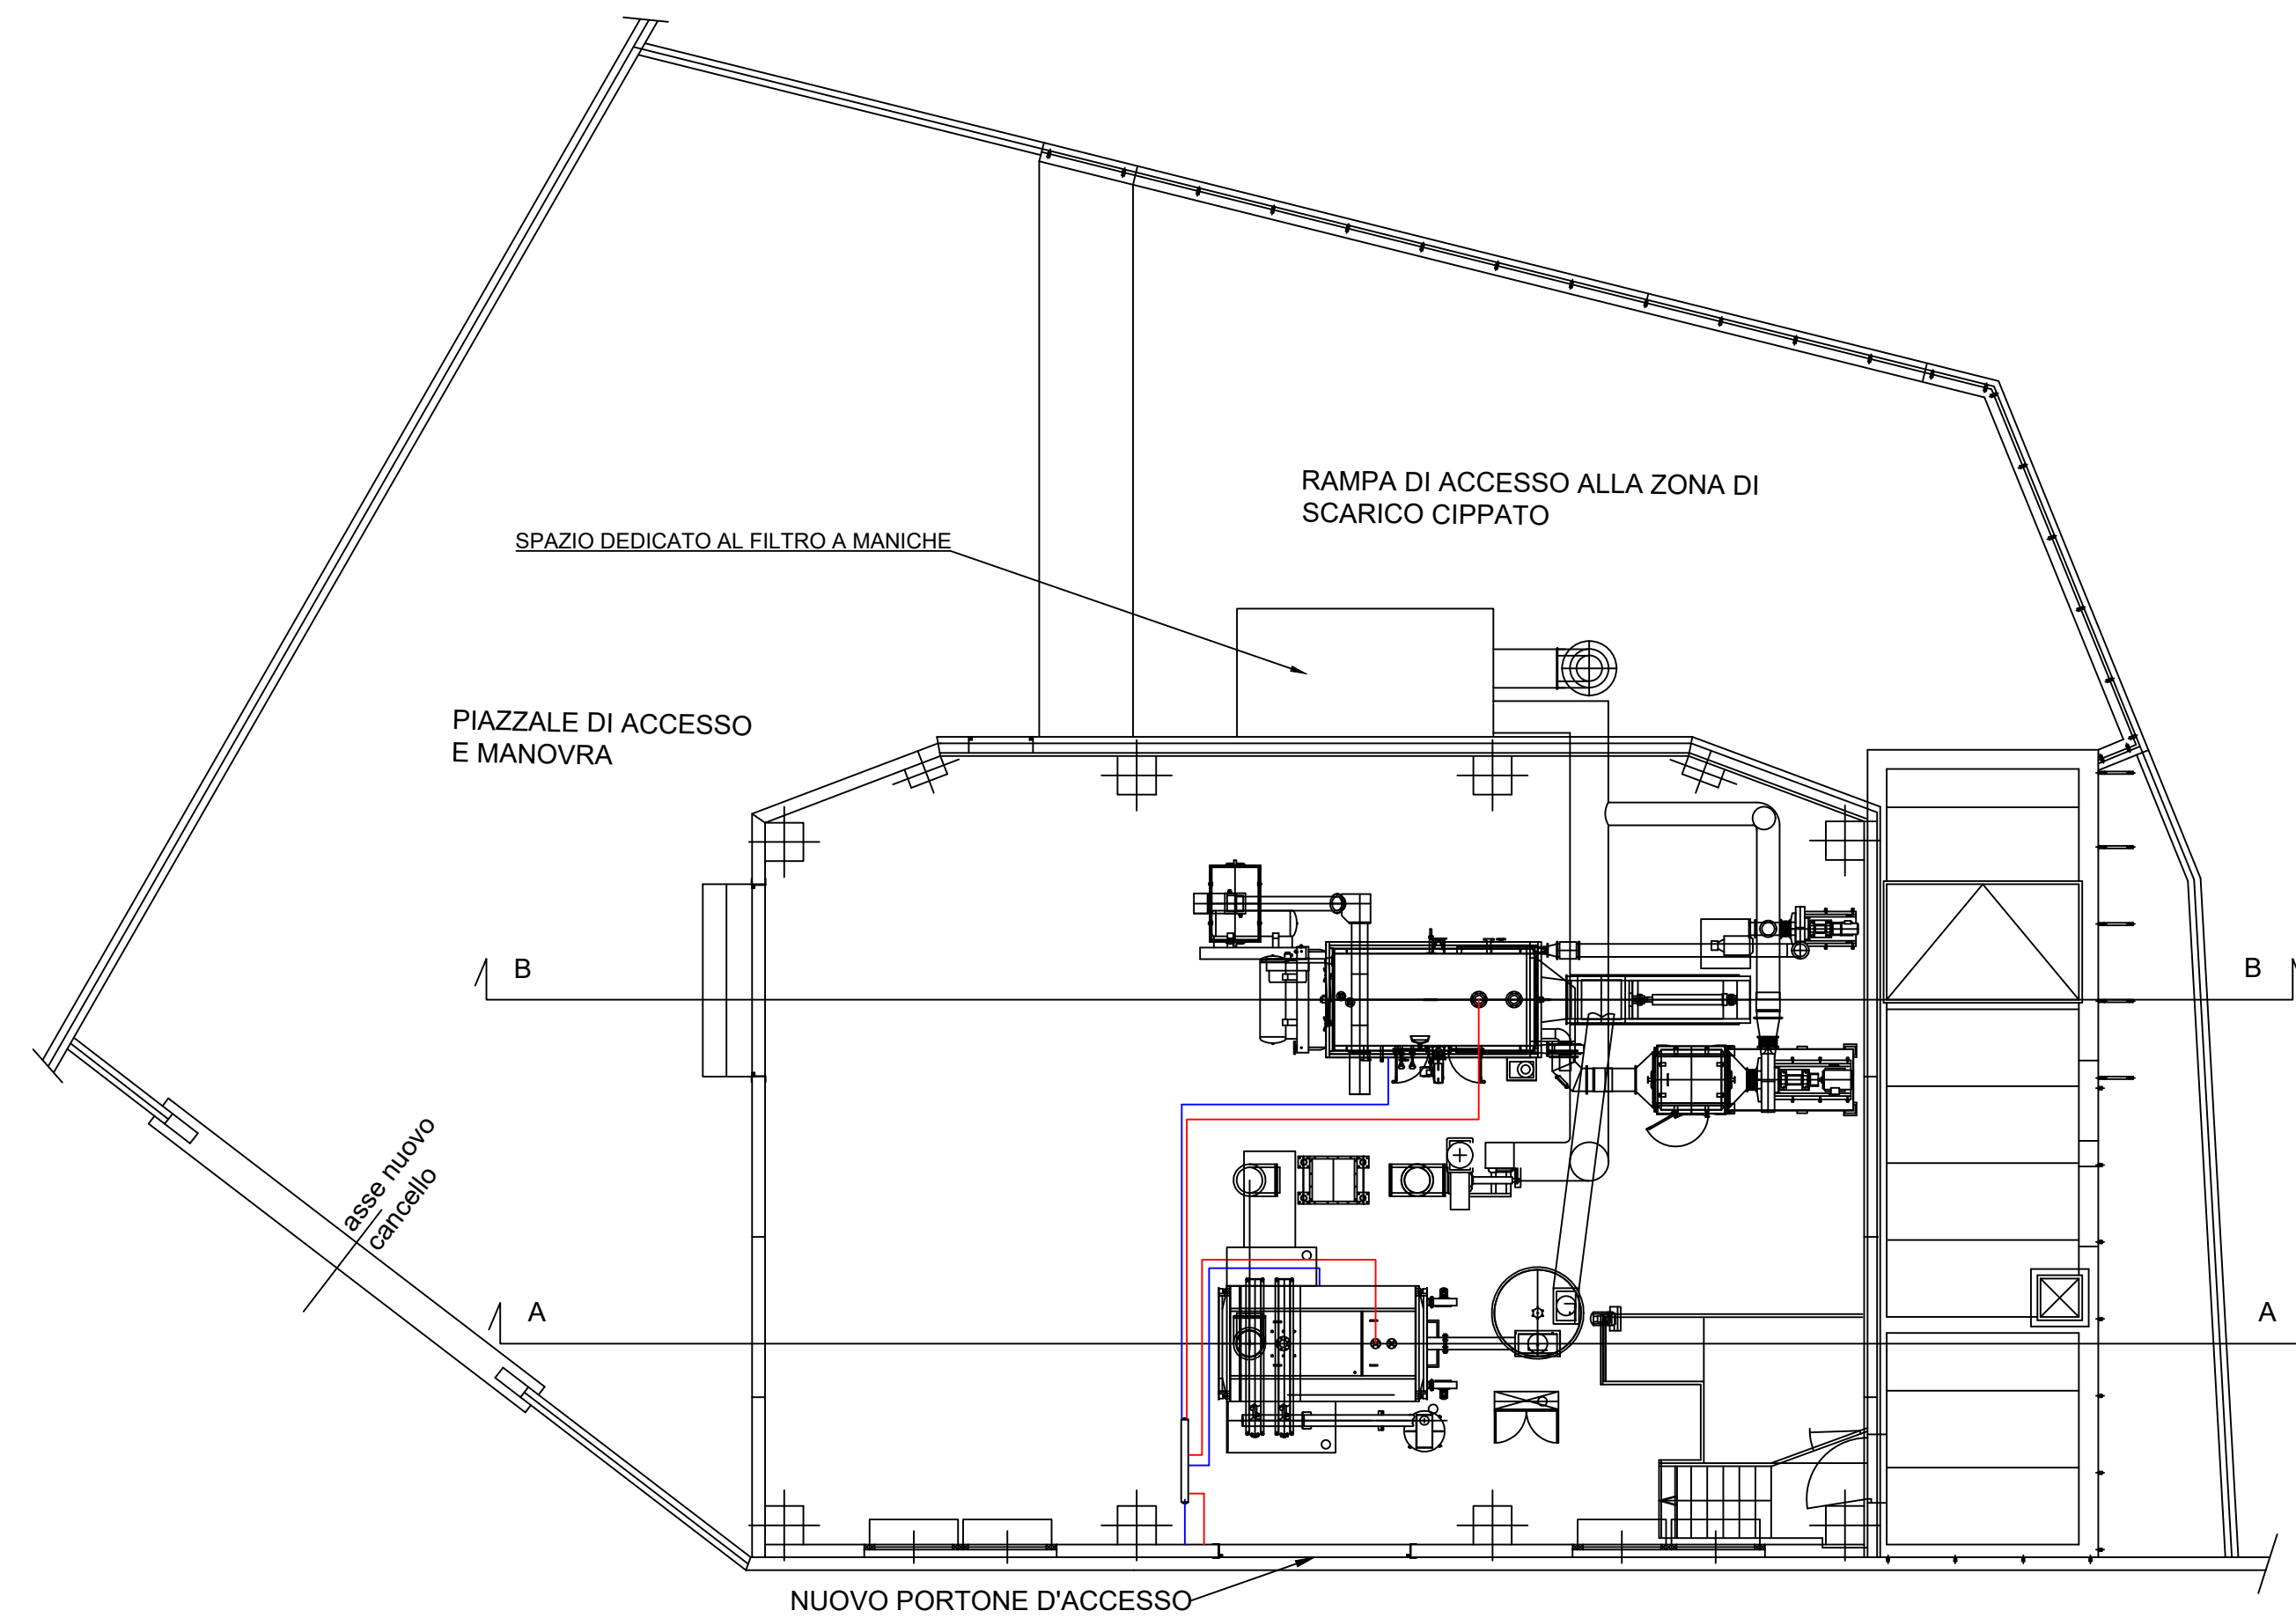 RAMPA DI ACCESSO ALLA ZONA DI
SCARICO CIPPATO
SPAZIO DEDICATO AL FILTRO A MANICHE
PIAZZALE DI ACCESSO
E MANOVRA
B
B
asse nuovo
cancello
A
A
NUOVO PORTONE D'ACCESSO